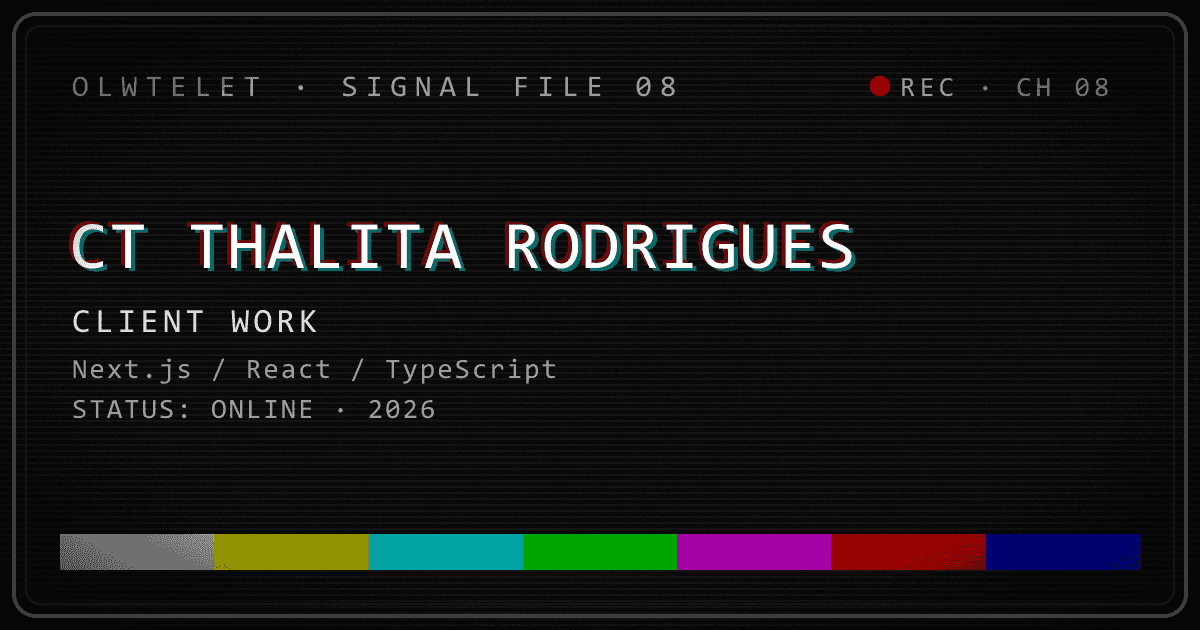 OLWTELET · SIGNAL FILE 08
REC · CH 08
CT THALITA RODRIGUES
CLIENT WORK
Next.js / React / TypeScript
STATUS: ONLINE · 2026